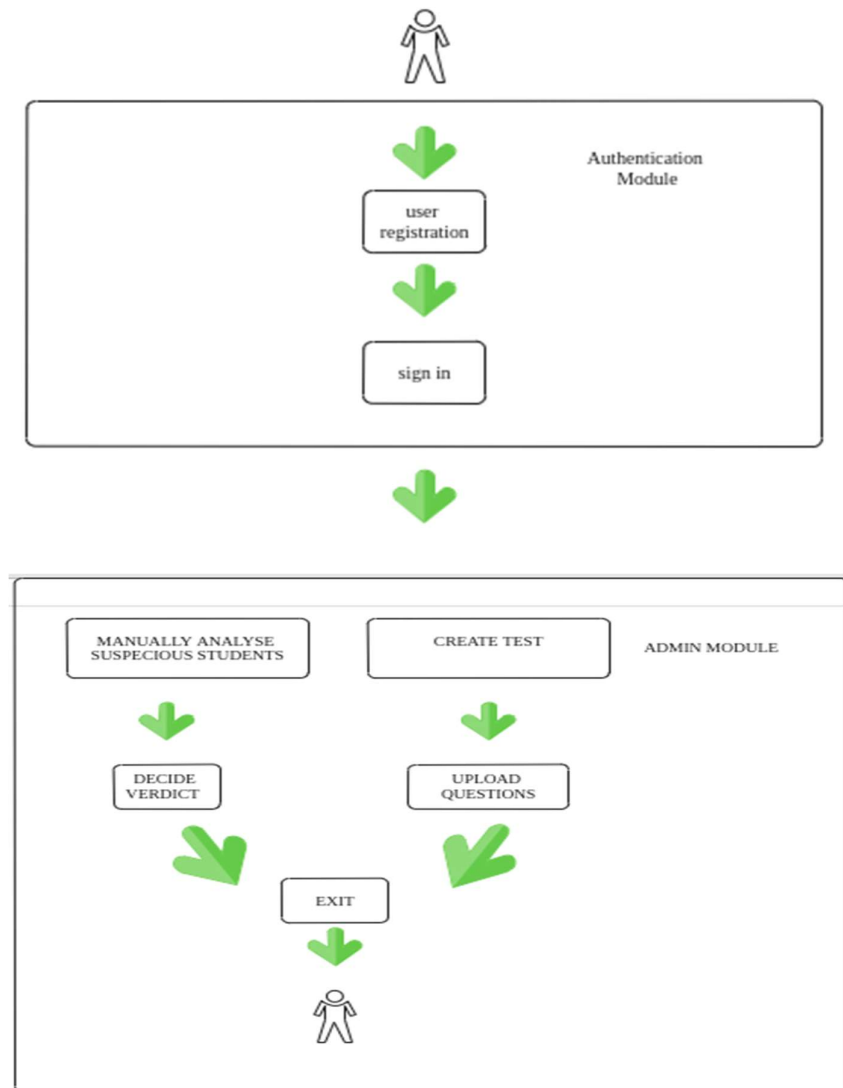 Authentication
Module
user
registration
sign in
MANUALLY ANALYSE
SUSPECIOUS STUDENTS
CREATE TEST
ADMIN MODULE
DECIDE
VERDICT
UPLOAD
QUESTIONS
EXIT